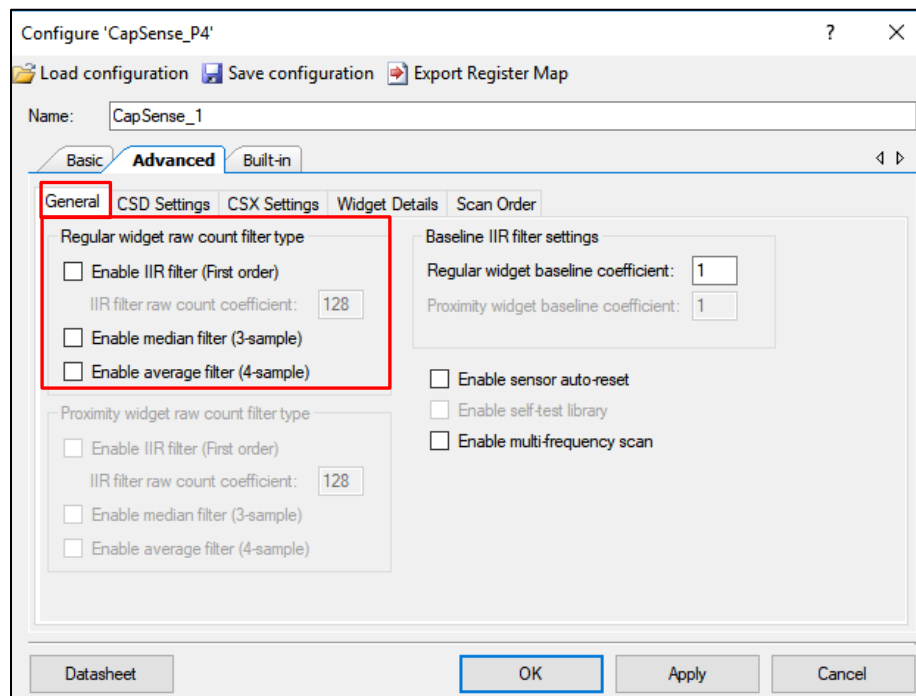 Configure 'CapSense_P4' ? ×
Load configuration Save configuration Export Register Map
Name: CapSense_1
Basic Advanced Built-in
General CSD Settings CSX Settings Widget Details Scan Order
Regular widget raw count filter type
Enable IIR filter (First order)
IIR filter raw count coefficient: 128
Enable median filter (3-sample)
Enable average filter (4-sample)
Proximity widget raw count filter type
Enable IIR filter (First order)
IIR filter raw count coefficient: 128
Enable median filter (3-sample)
Enable average filter (4-sample)
Baseline IIR filter settings
Regular widget baseline coefficient: 1
Proximity widget baseline coefficient: 1
Enable sensor auto-reset
Enable self-test library
Enable multi-frequency scan
Datasheet OK Apply Cancel